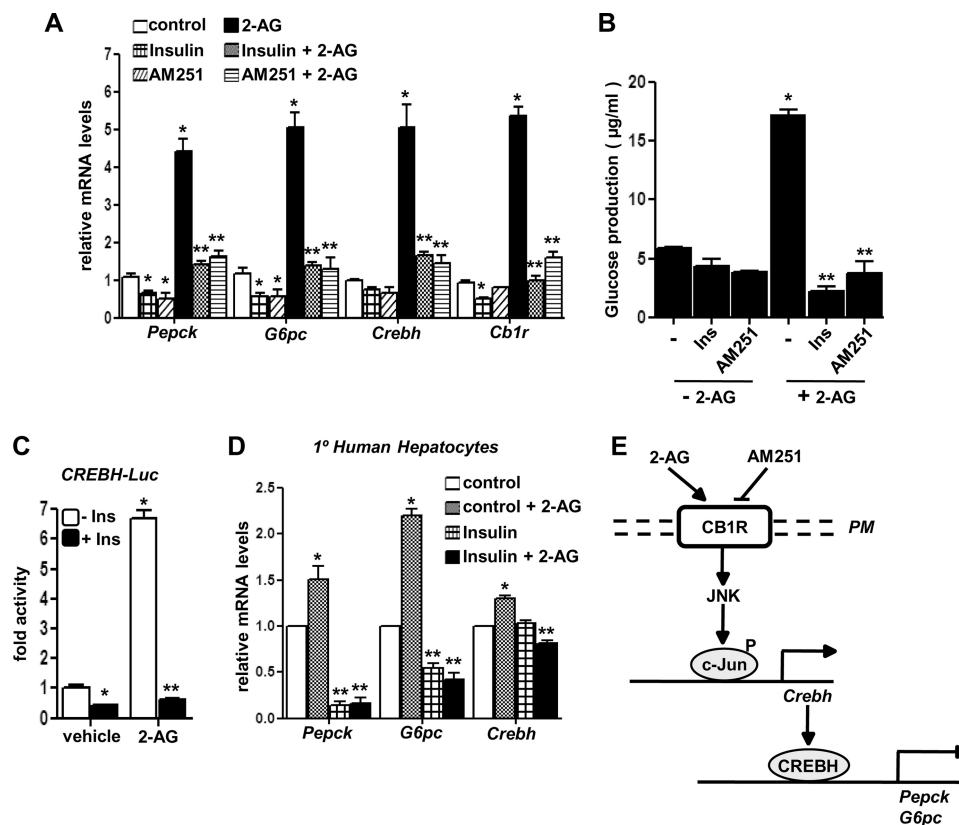 A
control
2-AG
Insulin
Insulin + 2-AG
AM251
AM251 + 2-AG
relative mRNA levels
7
6
5
4
3
2
1
0
* * * *
* * ** **
* * ** **
** **
* ** **
Pepck G6pc Crebh Cb1r
B
Glucose production ( µg/ml )
20
15
10
5
0
*
** **
- Ins AM251 - Ins AM251
- 2-AG + 2-AG
C
CREBH-Luc
- Ins
+ Ins
fold activity
7
6
5
4
3
2
1
0
*
* **
vehicle 2-AG
D
1º Human Hepatocytes
control
control + 2-AG
Insulin
Insulin + 2-AG
relative mRNA levels
2.5
2.0
1.5
1.0
0.5
0.0
* * *
** ** ** ** **
Pepck G6pc Crebh
E
2-AG AM251
CB1R
PM
JNK
P
c-Jun
Crebh
CREBH
Pepck
G6pc